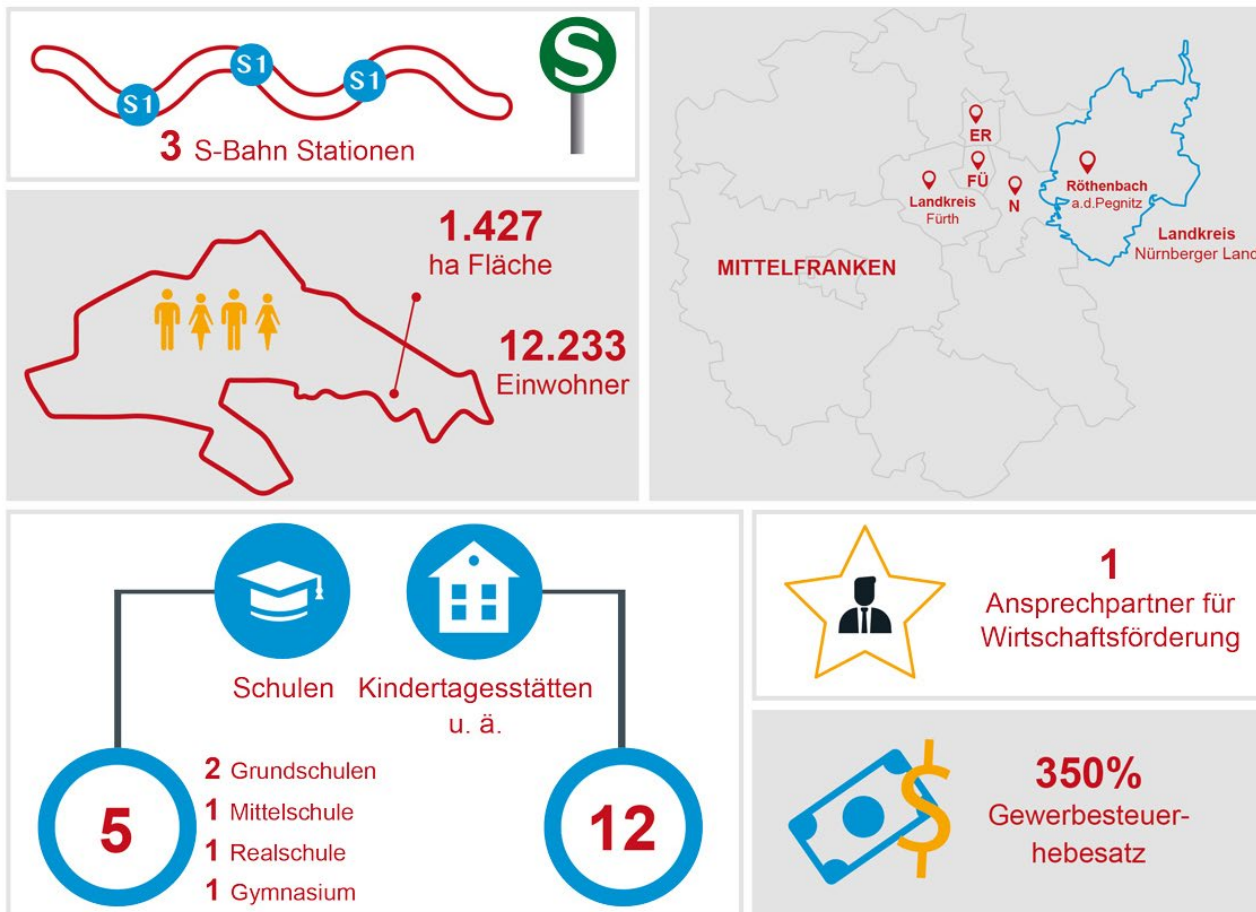 S1
S1
S1
S
3 S-Bahn Stationen
ER
FÜ
N
Landkreis
Fürth
Röthenbach
a.d.Pegnitz
Landkreis
Nürnberger Land
MITTELFRANKEN
1.427
ha Fläche
12.233
Einwohner
Schulen
Kindertagesstätten
u. ä.
5
2 Grundschulen
1 Mittelschule
1 Realschule
1 Gymnasium
12
1
Ansprechpartner für
Wirtschaftsförderung
$
350%
Gewerbesteuer-
hebesatz